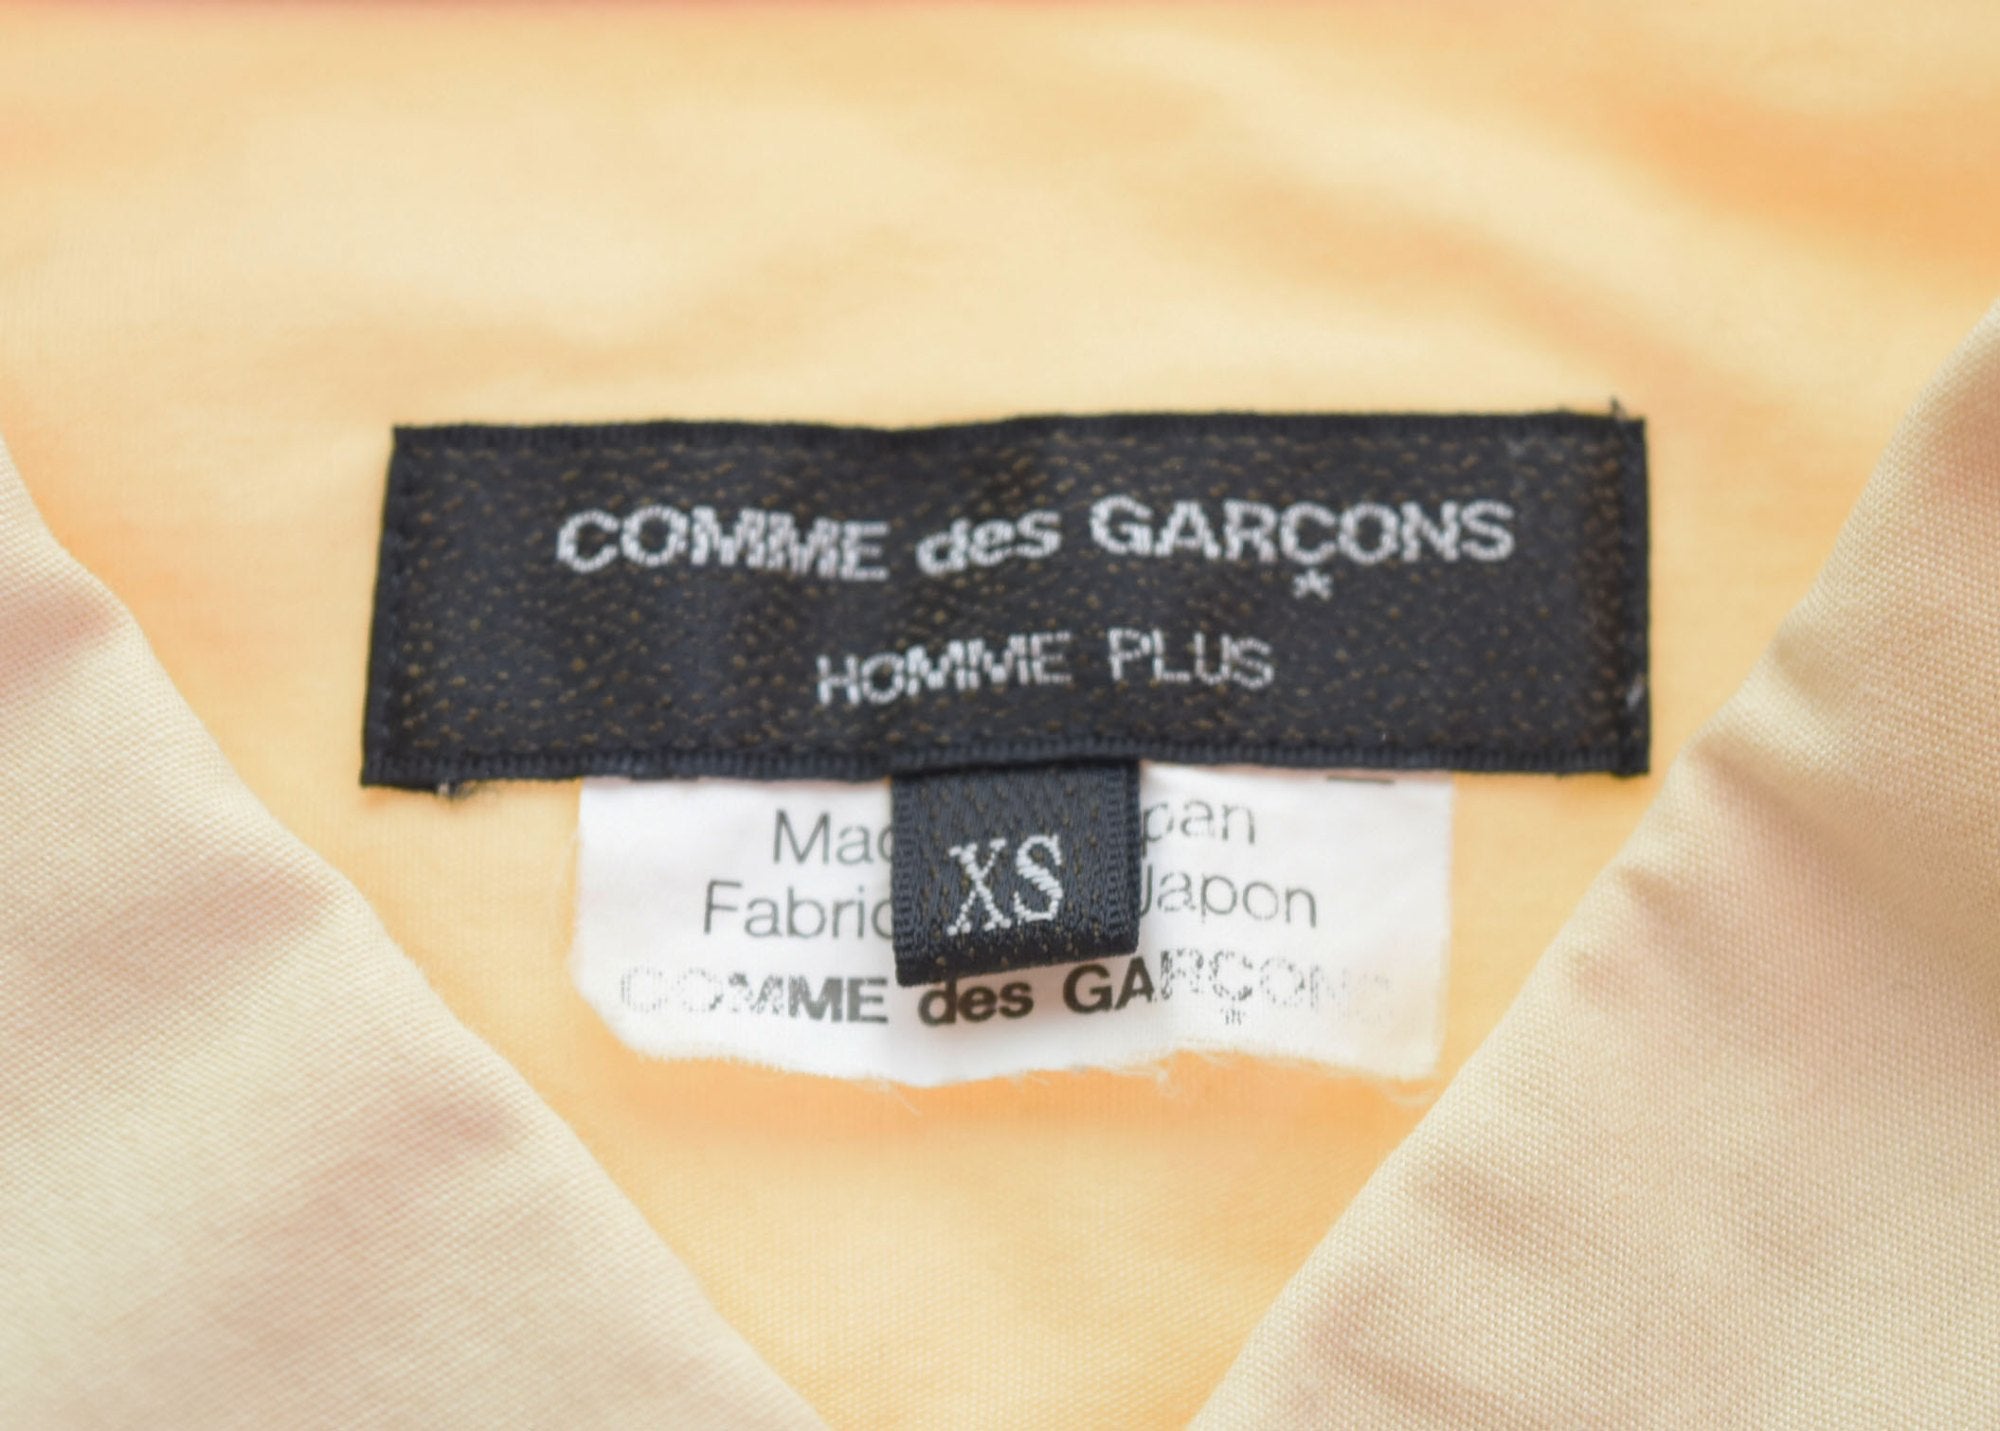 COMME des GARÇONS
HOMME PLUS
XS
Mac pan
Fabric Japon
COMME des GARÇONS